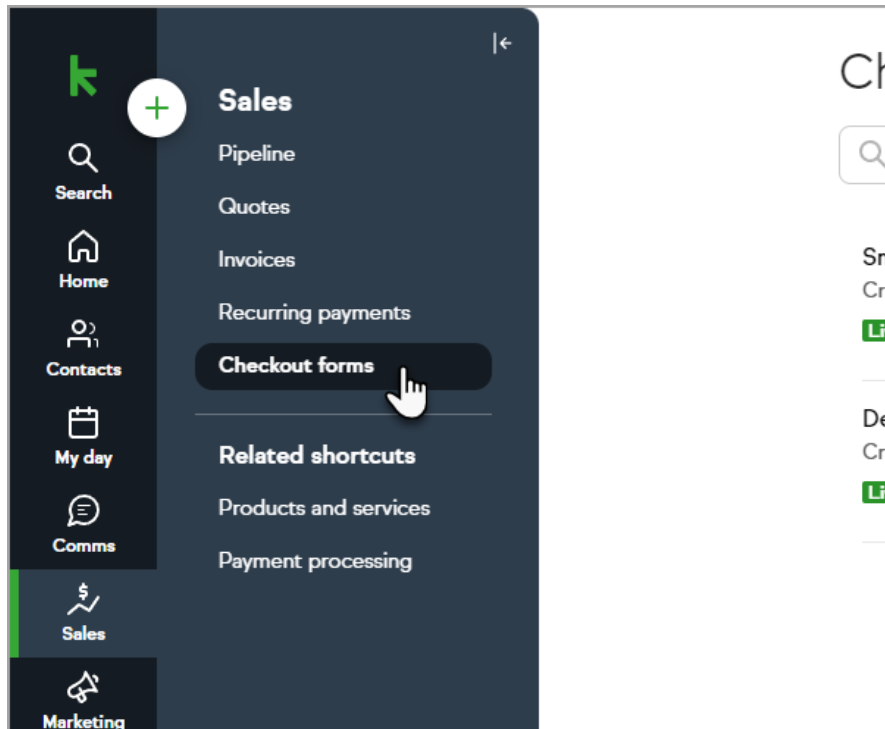 Search
Home
Contacts
My day
Comms
Sales
Marketing
Sales
Pipeline
Quotes
Invoices
Recurring payments
Checkout forms
Related shortcuts
Products and services
Payment processing